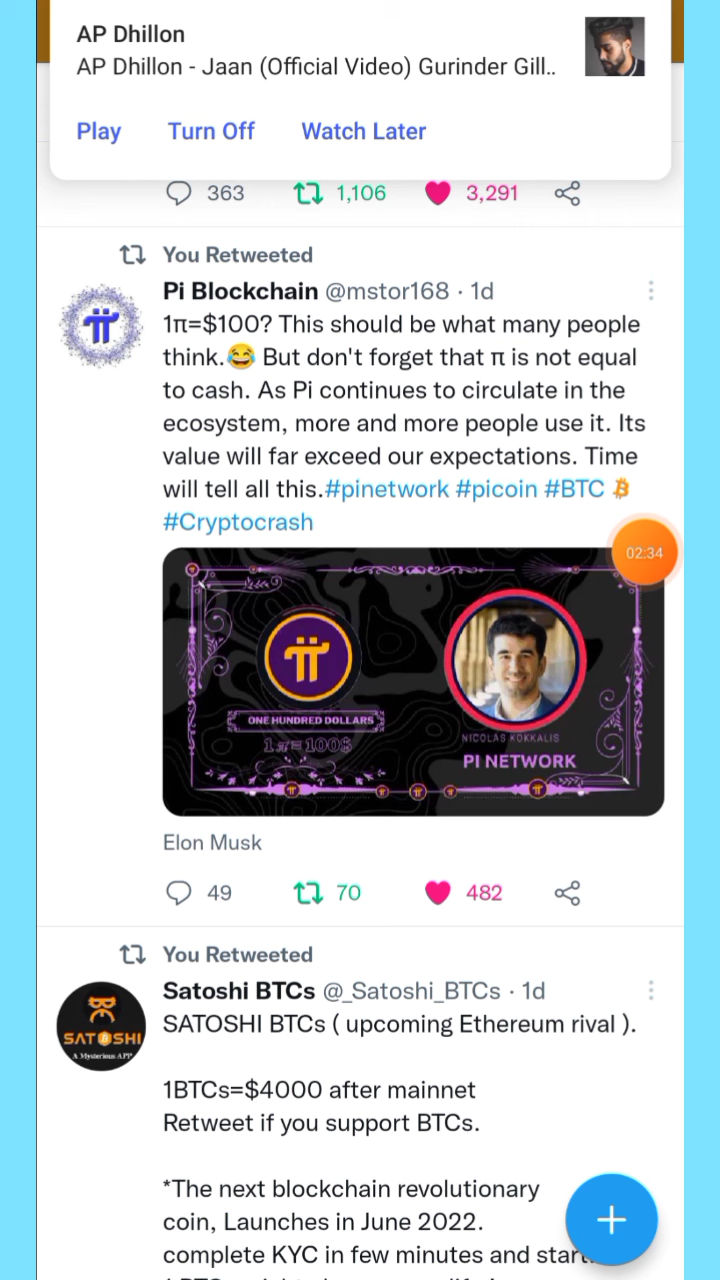 AP Dhillon
AP Dhillon - Jaan (Official Video) Gurinder Gill..
Play Turn Off Watch Later
363 1,106 3,291
You Retweeted
Pi Blockchain @mstor168 · 1d
1π=$100? This should be what many people
think.😂 But don't forget that π is not equal
to cash. As Pi continues to circulate in the
ecosystem, more and more people use it. Its
value will far exceed our expectations. Time
will tell all this.#pinetwork #picoin #BTC
#Cryptocrash
02:34
ONE HUNDRED DOLLARS
1π=100$
NICOLAS KOKKALIS
PI NETWORK
Elon Musk
49 70 482
You Retweeted
Satoshi BTCs @_Satoshi_BTCs · 1d
SATOSHI
A Mysterious APP
SATOSHI BTCs ( upcoming Ethereum rival ).
1BTCs=$4000 after mainnet
Retweet if you support BTCs.
*The next blockchain revolutionary
coin, Launches in June 2022.
complete KYC in few minutes and start